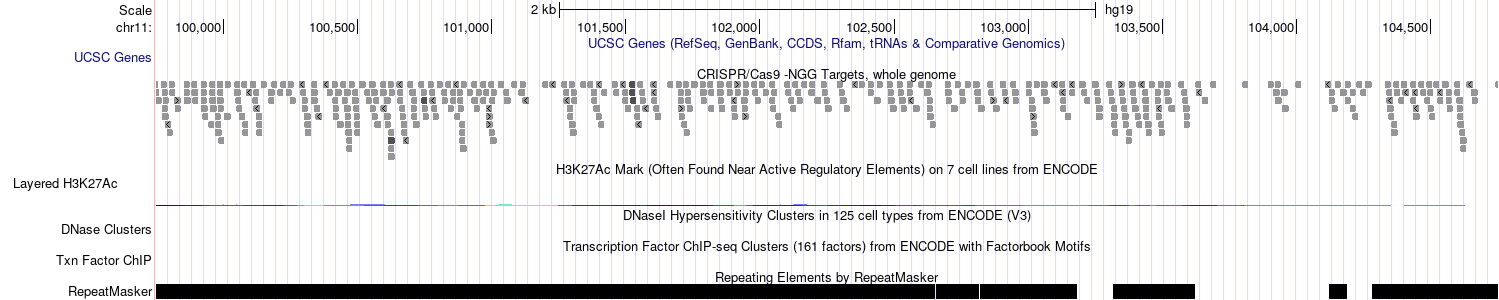 Scale 2 kb hg19
chr11: 100,000 100,500 101,000 101,500 102,000 102,500 103,000 103,500 104,000 104,500
UCSC Genes (RefSeq, GenBank, CCDS, Rfam, tRNAs & Comparative Genomics)
UCSC Genes
CRISPR/Cas9 -NGG Targets, whole genome
H3K27Ac Mark (Often Found Near Active Regulatory Elements) on 7 cell lines from ENCODE
Layered H3K27Ac
DNaseI Hypersensitivity Clusters in 125 cell types from ENCODE (V3)
DNase Clusters
Transcription Factor ChIP-seq Clusters (161 factors) from ENCODE with Factorbook Motifs
Txn Factor ChIP
Repeating Elements by RepeatMasker
RepeatMasker